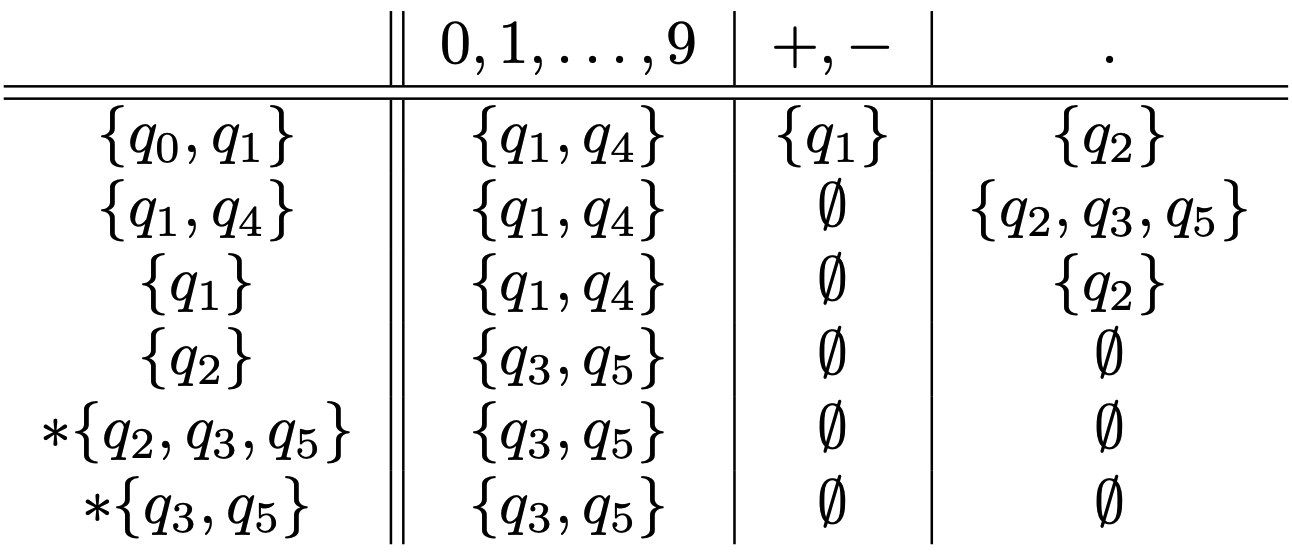 0, 1, . . . , 9 +, − .
{q₀, q₁} {q₁, q₄} {q₁} {q₂}
{q₁, q₄} {q₁, q₄} ∅ {q₂, q₃, q₅}
{q₁} {q₁, q₄} ∅ {q₂}
{q₂} {q₃, q₅} ∅ ∅
∗{q₂, q₃, q₅} {q₃, q₅} ∅ ∅
∗{q₃, q₅} {q₃, q₅} ∅ ∅